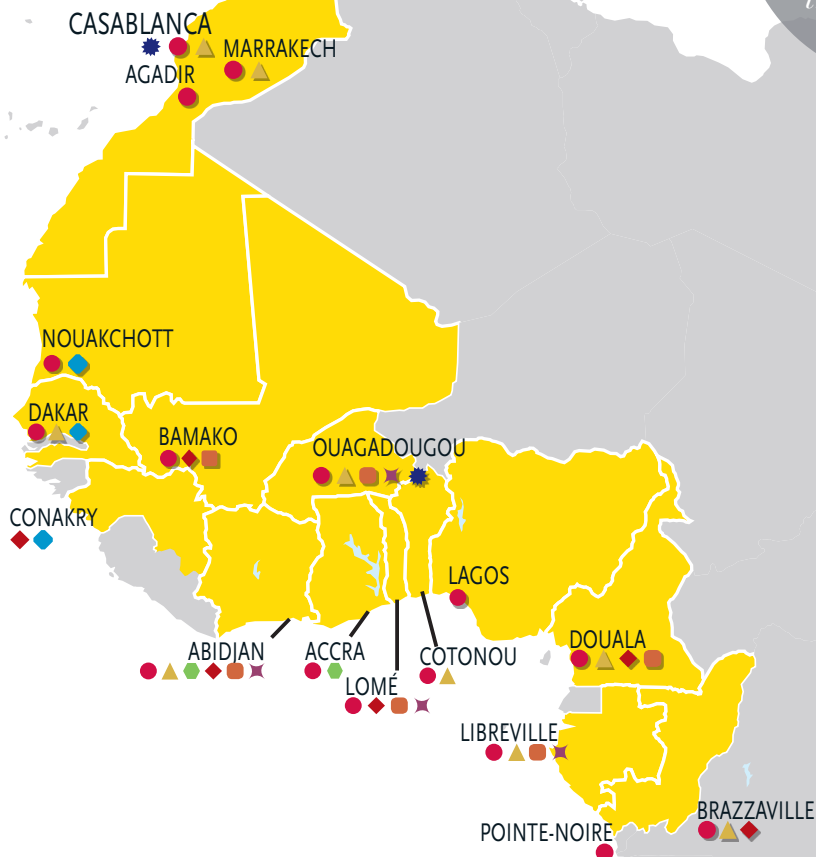 CASABLANCA
MARRAKECH
AGADIR
NOUAKCHOTT
DAKAR
BAMAKO
OUAGADOUGOU
CONAKRY
LAGOS
ABIDJAN
ACCRA
COTONOU
DOUALA
LOMÉ
LIBREVILLE
BRAZZAVILLE
POINTE-NOIRE